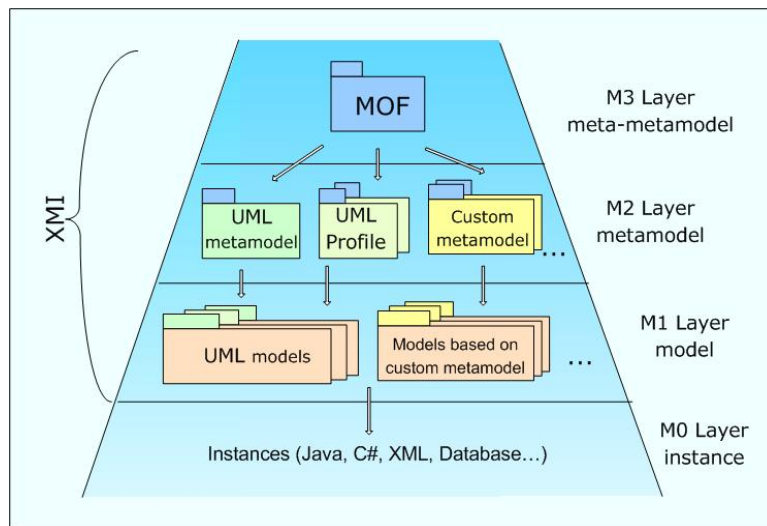 MOF
M3 Layer
meta-metamodel
XMI
UML
metamodel
UML
Profile
Custom
metamodel
...
M2 Layer
metamodel
UML models
Models based on
custom metamodel
...
M1 Layer
model
M0 Layer
instance
Instances (Java, C#, XML, Database...)